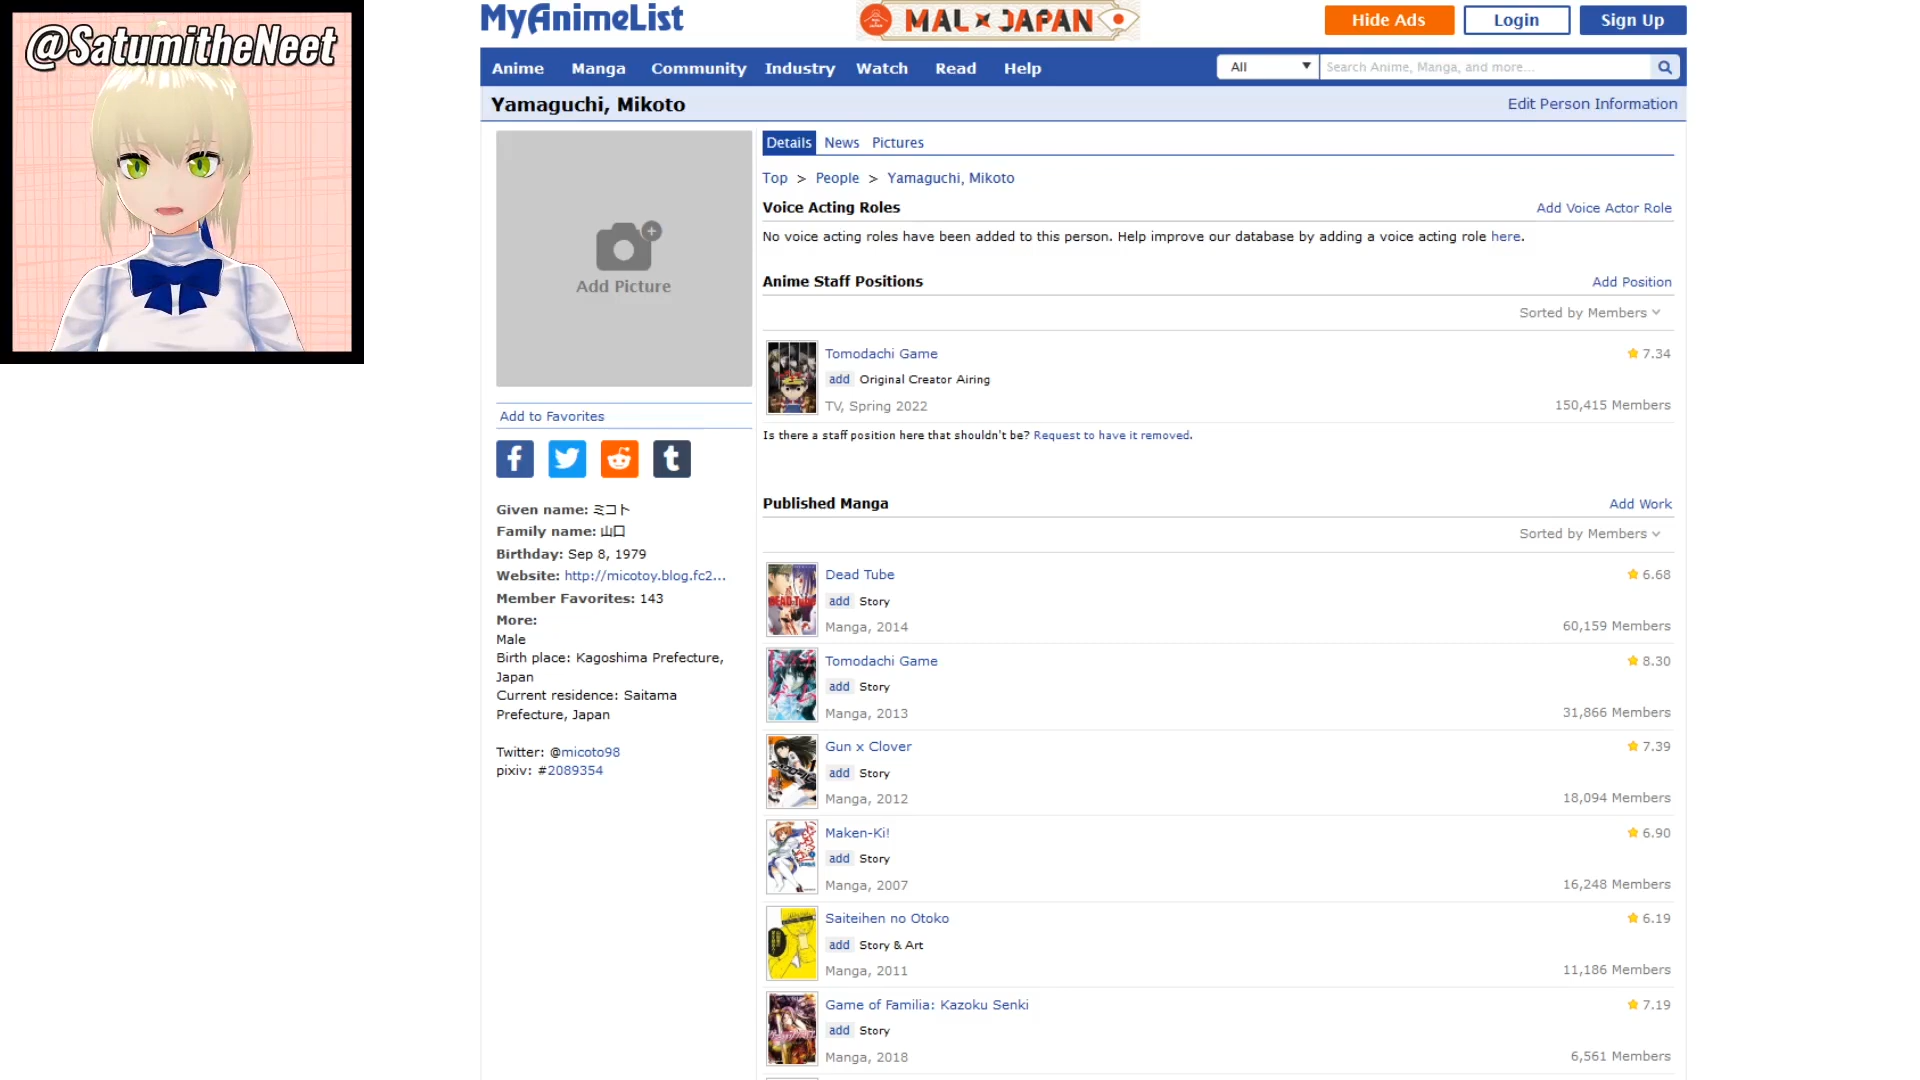 @SatumitheNeet
MyAnimeList
MAL x JAPAN
Hide Ads
Login
Sign Up
Anime
Manga
Community
Industry
Watch
Read
Help
All
Search Anime, Manga, and more...
Yamaguchi, Mikoto
Edit Person Information
Add Picture
Add to Favorites
Given name: ミコト
Family name: 山口
Birthday: Sep 8, 1979
Website: http://micotoy.blog.fc2...
Member Favorites: 143
More:
Male
Birth place: Kagoshima Prefecture,
Japan
Current residence: Saitama
Prefecture, Japan
Twitter: @micoto98
pixiv: #2089354
Details
News
Pictures
Top > People > Yamaguchi, Mikoto
Voice Acting Roles
Add Voice Actor Role
No voice acting roles have been added to this person. Help improve our database by adding a voice acting role here.
Anime Staff Positions
Add Position
Sorted by Members
Tomodachi Game
7.34
add Original Creator Airing
TV, Spring 2022
150,415 Members
Is there a staff position here that shouldn't be? Request to have it removed.
Published Manga
Add Work
Sorted by Members
Dead Tube
6.68
add Story
Manga, 2014
60,159 Members
Tomodachi Game
8.30
add Story
Manga, 2013
31,866 Members
Gun x Clover
7.39
add Story
Manga, 2012
18,094 Members
Maken-Ki!
6.90
add Story
Manga, 2007
16,248 Members
Saiteihen no Otoko
6.19
add Story & Art
Manga, 2011
11,186 Members
Game of Familia: Kazoku Senki
7.19
add Story
Manga, 2018
6,561 Members